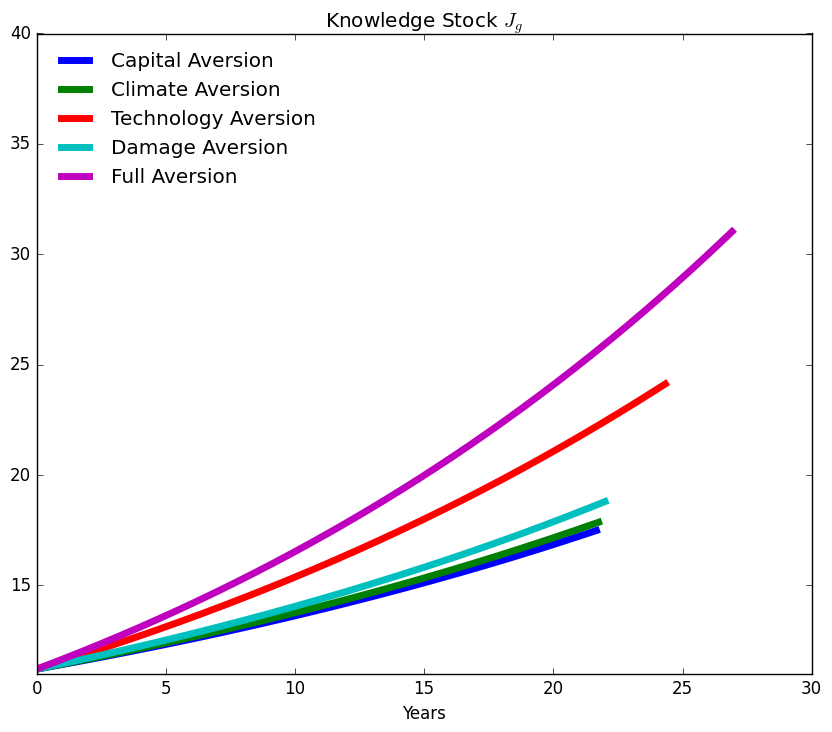 Knowledge Stock J_g
40
35
30
25
20
15
Capital Aversion
Climate Aversion
Technology Aversion
Damage Aversion
Full Aversion
0 5 10 15 20 25 30
Years